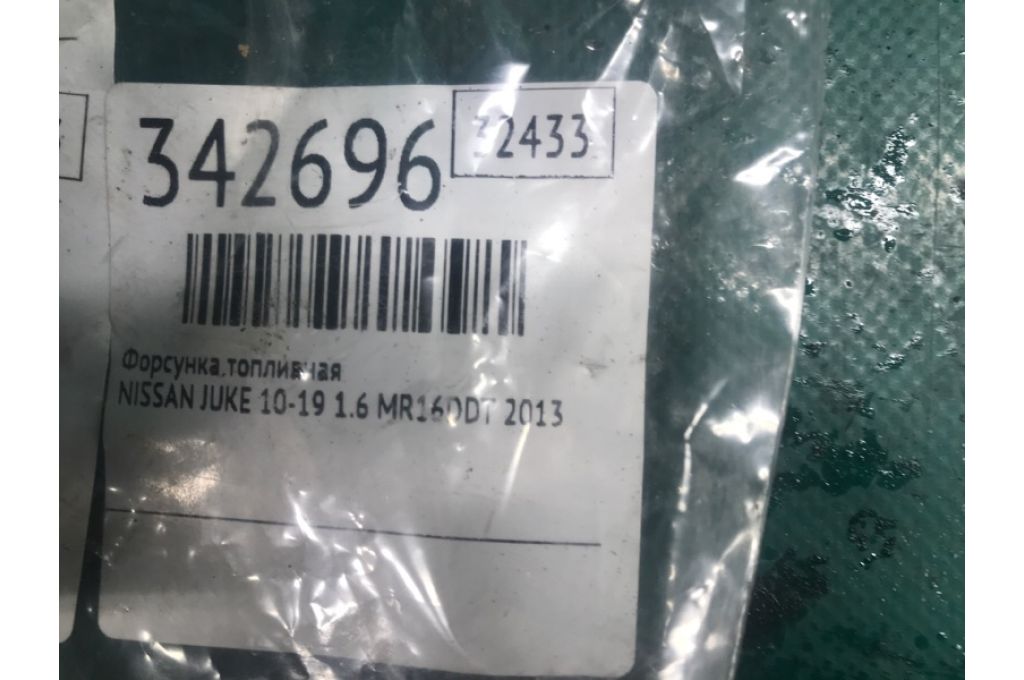 342696
32433
Форсунка топливная
NISSAN JUKE 10-19 1.6 MR16DDT 2013